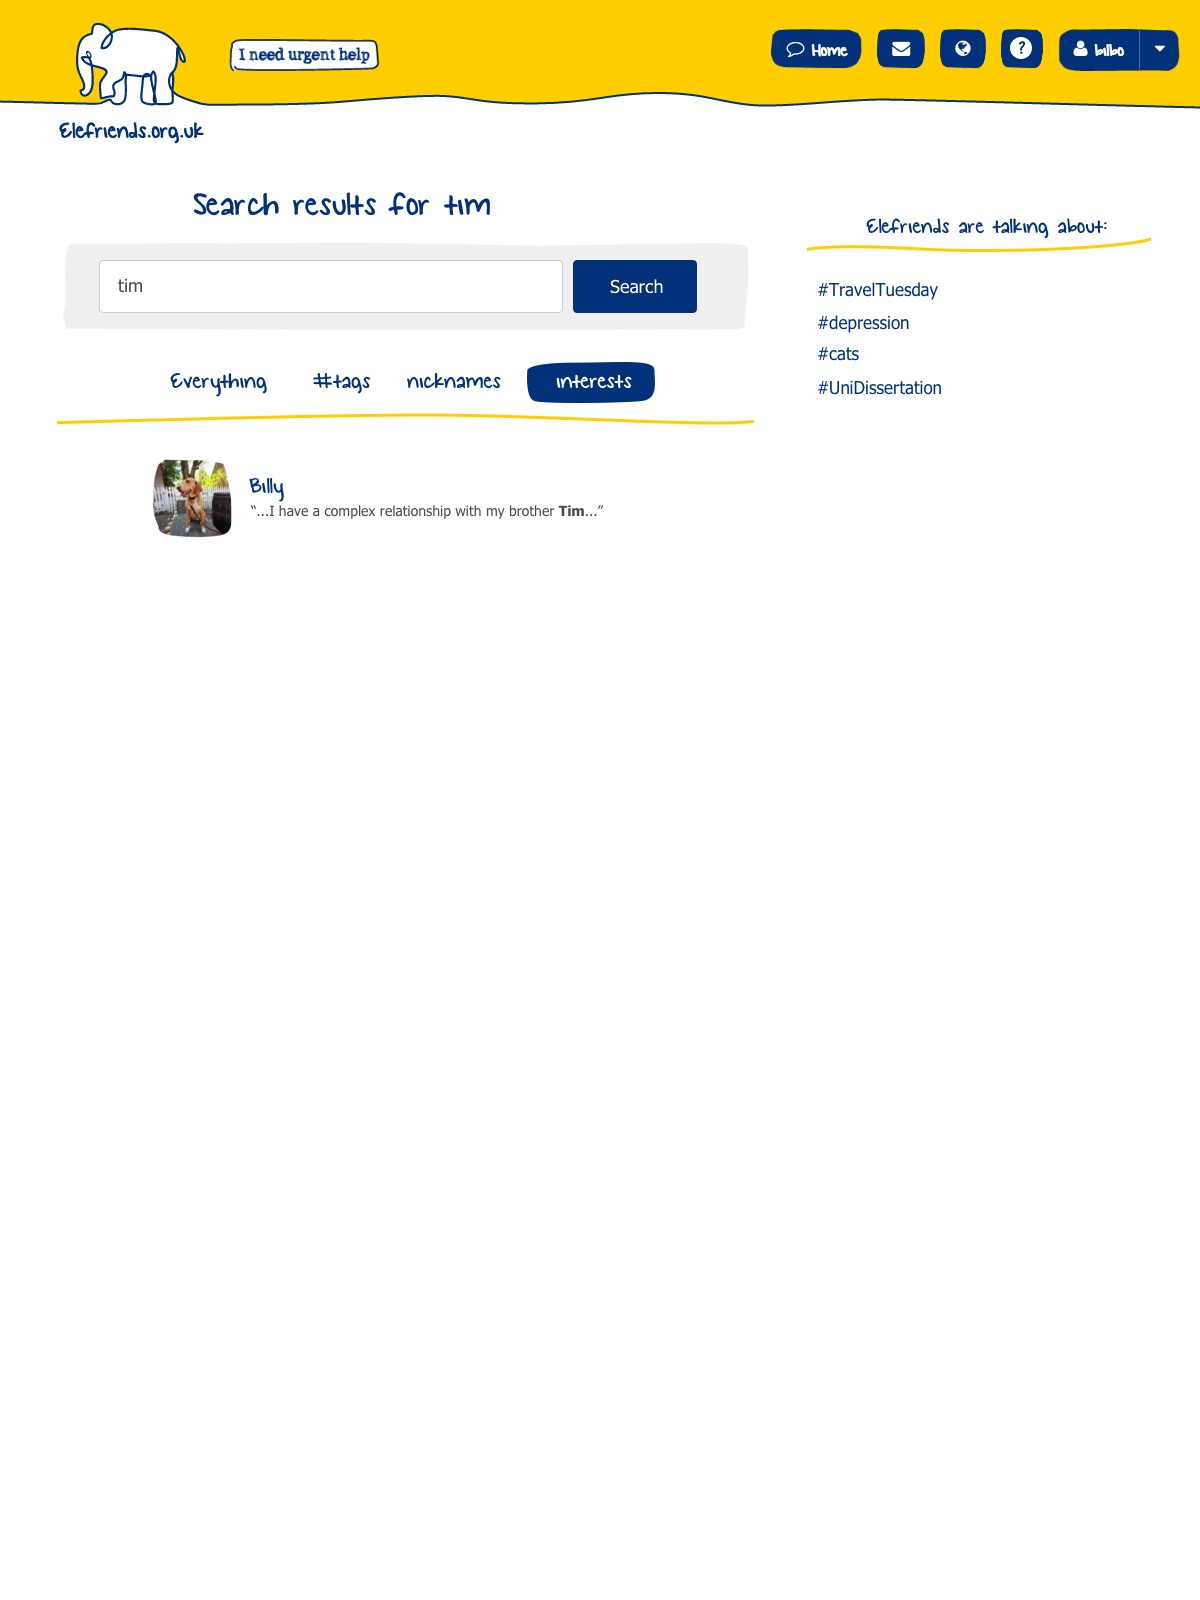 I need urgent help
Home
?
bilbo
Elefriends.org.uk
Search results for tim
tim
Search
Everything
#tags
nicknames
interests
Billy
“...I have a complex relationship with my brother Tim...”
Elefriends are talking about:
#TravelTuesday
#depression
#cats
#UniDissertation